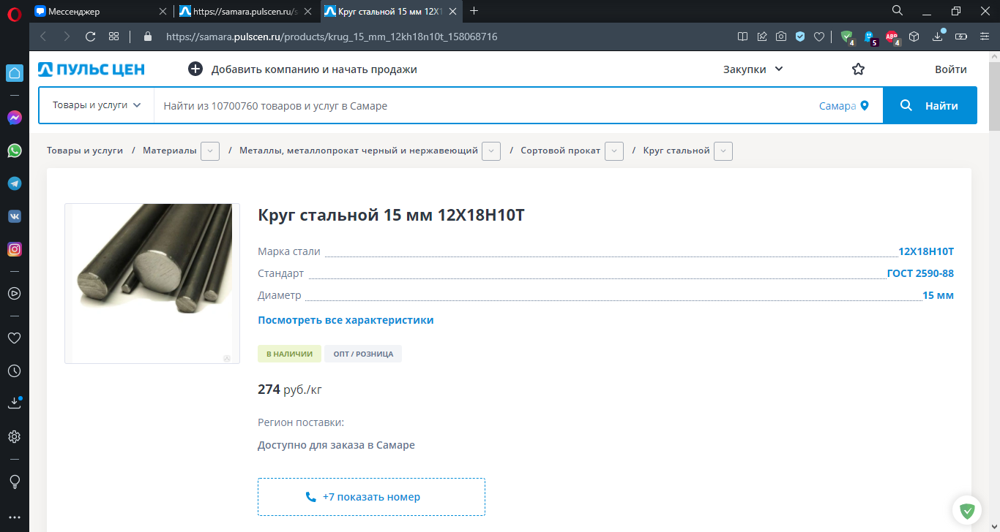 Мессенджер
https://samara.pulscen.ru/
Круг стальной 15 мм 12Х1
https://samara.pulscen.ru/products/krug_15_mm_12kh18n10t_158068716
4
5
ABP
4
ПУЛЬС ЦЕН
Добавить компанию и начать продажи
Закупки
Войти
Товары и услуги
Найти из 10700760 товаров и услуг в Самаре
Самара
Найти
Товары и услуги / Материалы / Металлы, металлопрокат черный и нержавеющий / Сортовой прокат / Круг стальной
Круг стальной 15 мм 12Х18Н10Т
Марка стали 12Х18Н10Т
Стандарт ГОСТ 2590-88
Диаметр 15 мм
Посмотреть все характеристики
В НАЛИЧИИ
ОПТ / РОЗНИЦА
274 руб./кг
Регион поставки:
Доступно для заказа в Самаре
+7 показать номер